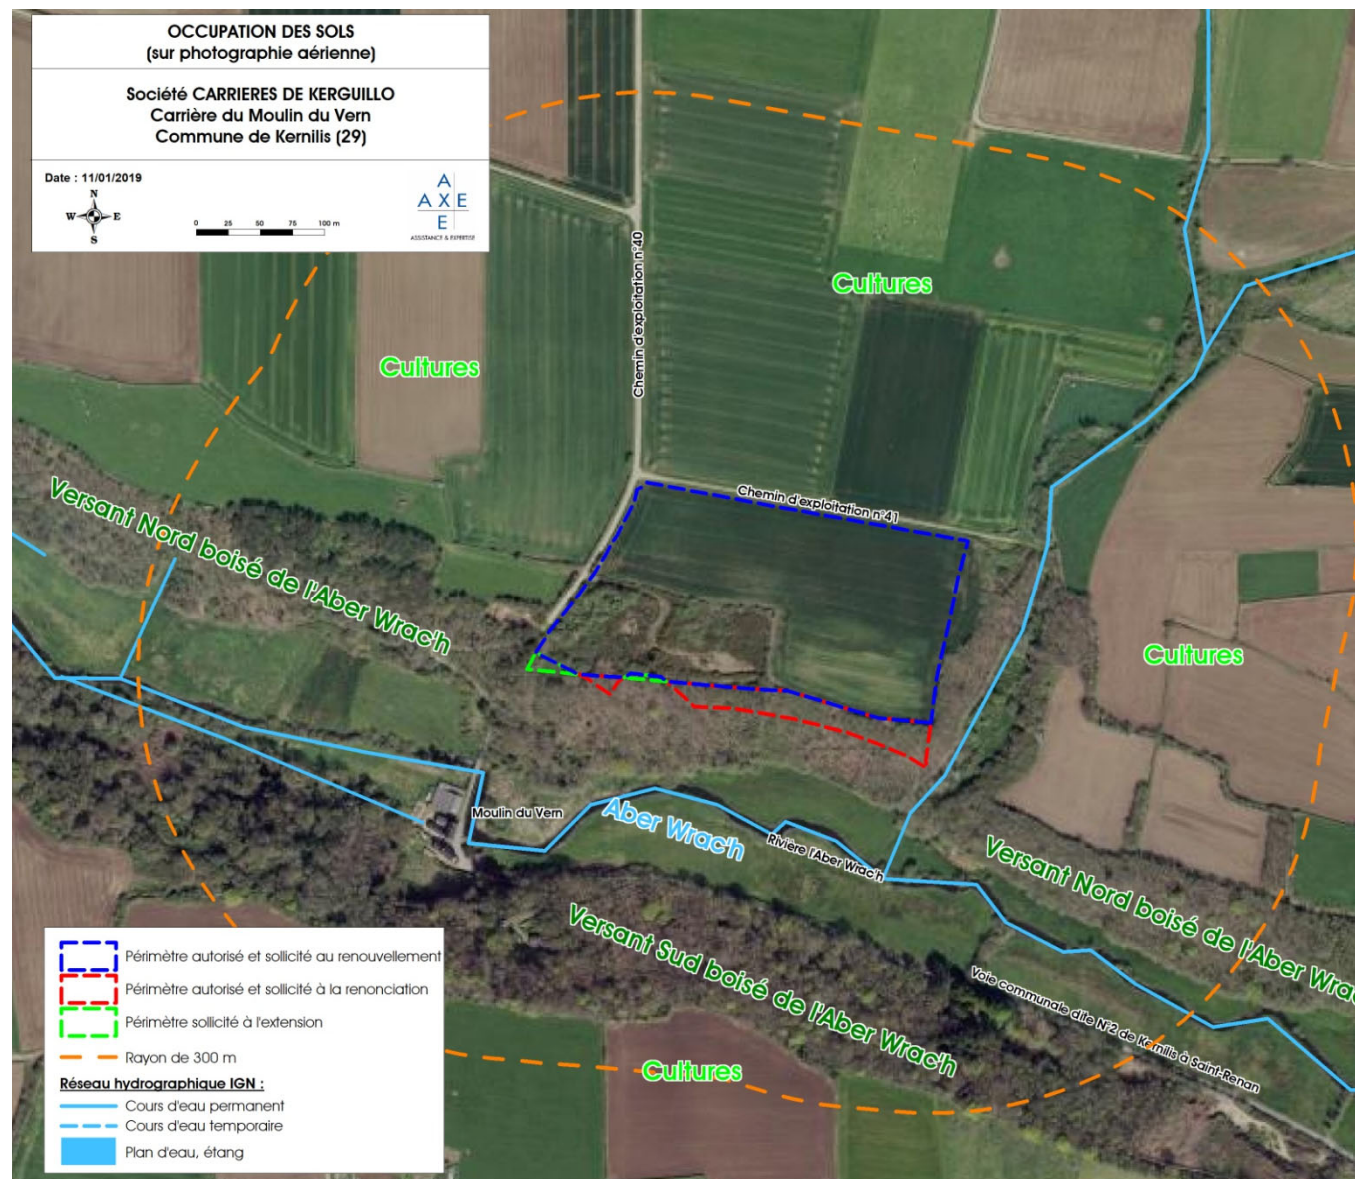 OCCUPATION DES SOLS
(sur photographie aérienne)
Société CARRIERES DE KERGUILLO
Carrière du Moulin du Vern
Commune de Kernilis (29)
Date : 11/01/2019
N
W E
S
0 25 50 75 100 m
A
A X E
E
ASSISTANCE & EXPERTISE
Chemin d'exploitation n°40
Cultures
Cultures
Chemin d'exploitation n°41
Versant Nord boisé de l'Aber Wrac'h
Cultures
Moulin du Vern
Aber Wrac'h
Rivière l'Aber Wrac'h
Versant Nord boisé de l'Aber Wrac
Versant Sud boisé de l'Aber Wrac'h
Voie communale dite N°2 de Kernilis à Saint-Renan
Cultures
Périmètre autorisé et sollicité au renouvellement
Périmètre autorisé et sollicité à la renonciation
Périmètre sollicité à l'extension
Rayon de 300 m
Réseau hydrographique IGN :
Cours d'eau permanent
Cours d'eau temporaire
Plan d'eau, étang